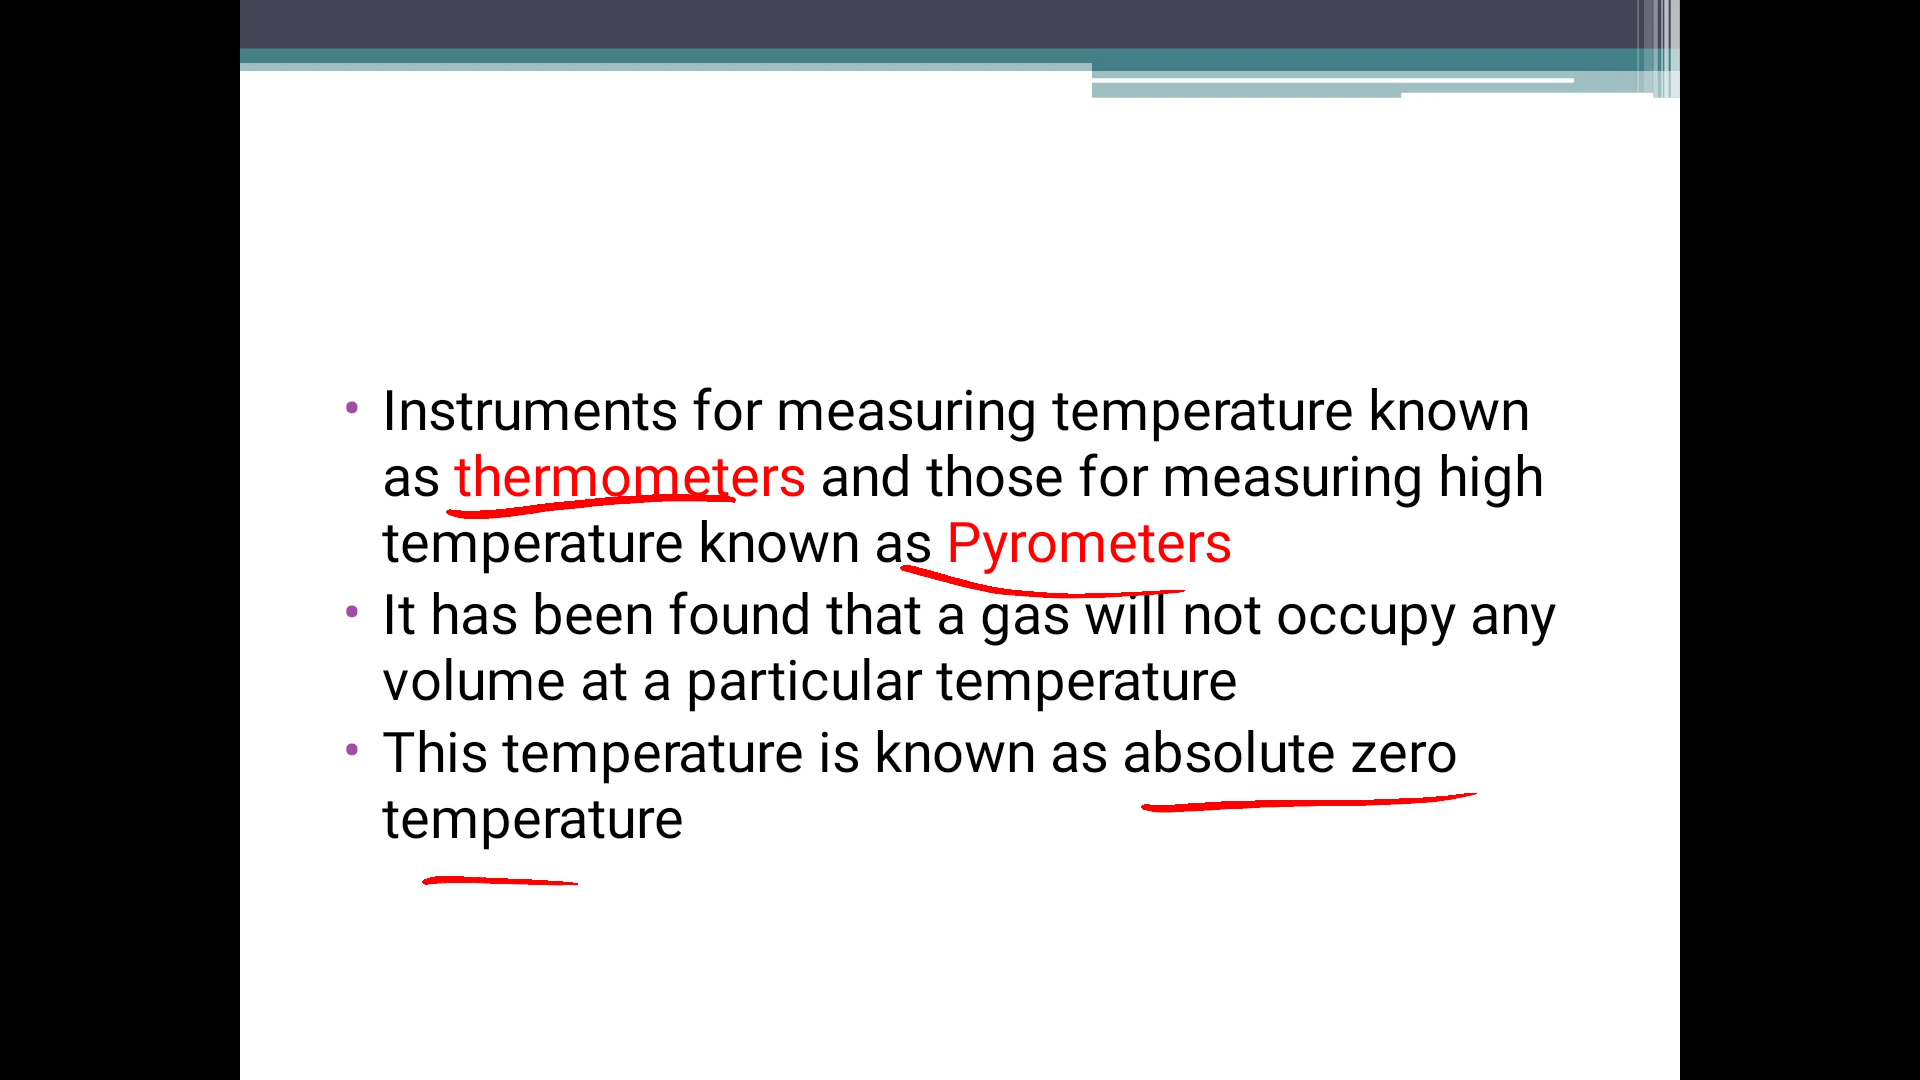 • Instruments for measuring temperature known
as thermometers and those for measuring high
temperature known as Pyrometers
• It has been found that a gas will not occupy any
volume at a particular temperature
• This temperature is known as absolute zero
temperature